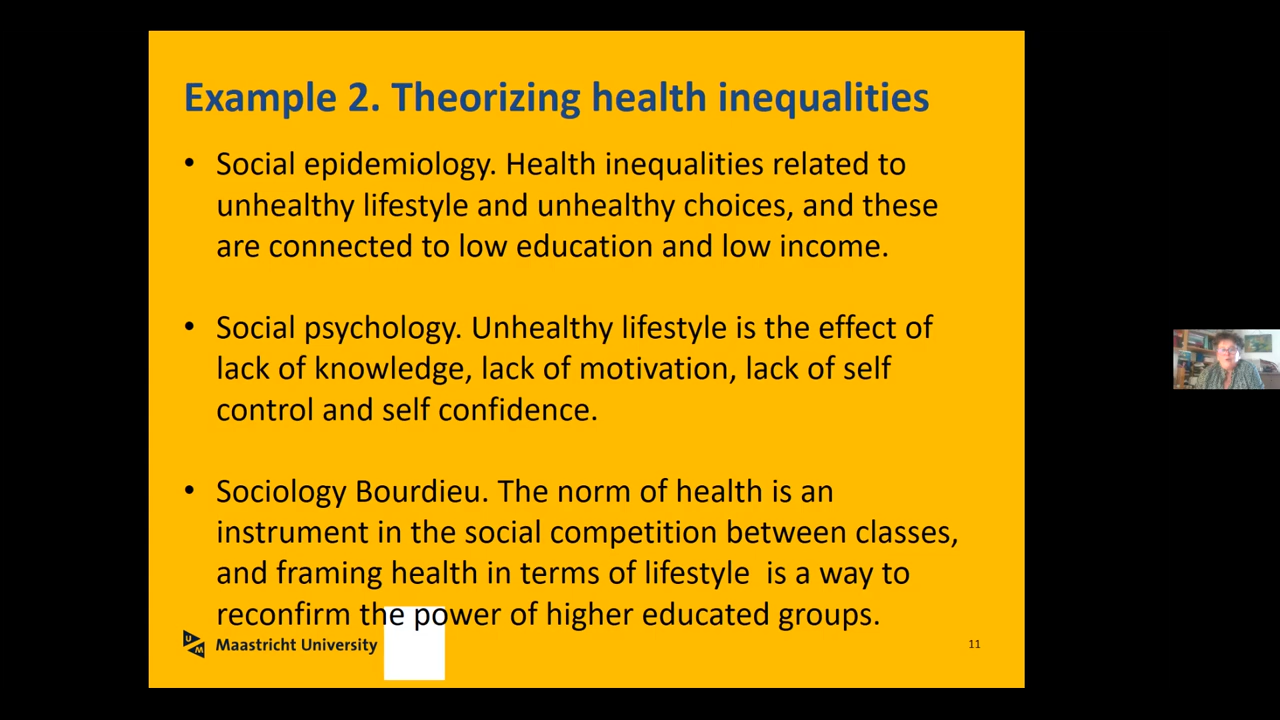 Example 2. Theorizing health inequalities
• Social epidemiology. Health inequalities related to
unhealthy lifestyle and unhealthy choices, and these
are connected to low education and low income.
• Social psychology. Unhealthy lifestyle is the effect of
lack of knowledge, lack of motivation, lack of self
control and self confidence.
• Sociology Bourdieu. The norm of health is an
instrument in the social competition between classes,
and framing health in terms of lifestyle  is a way to
reconfirm the power of higher educated groups.
UM Maastricht University
11